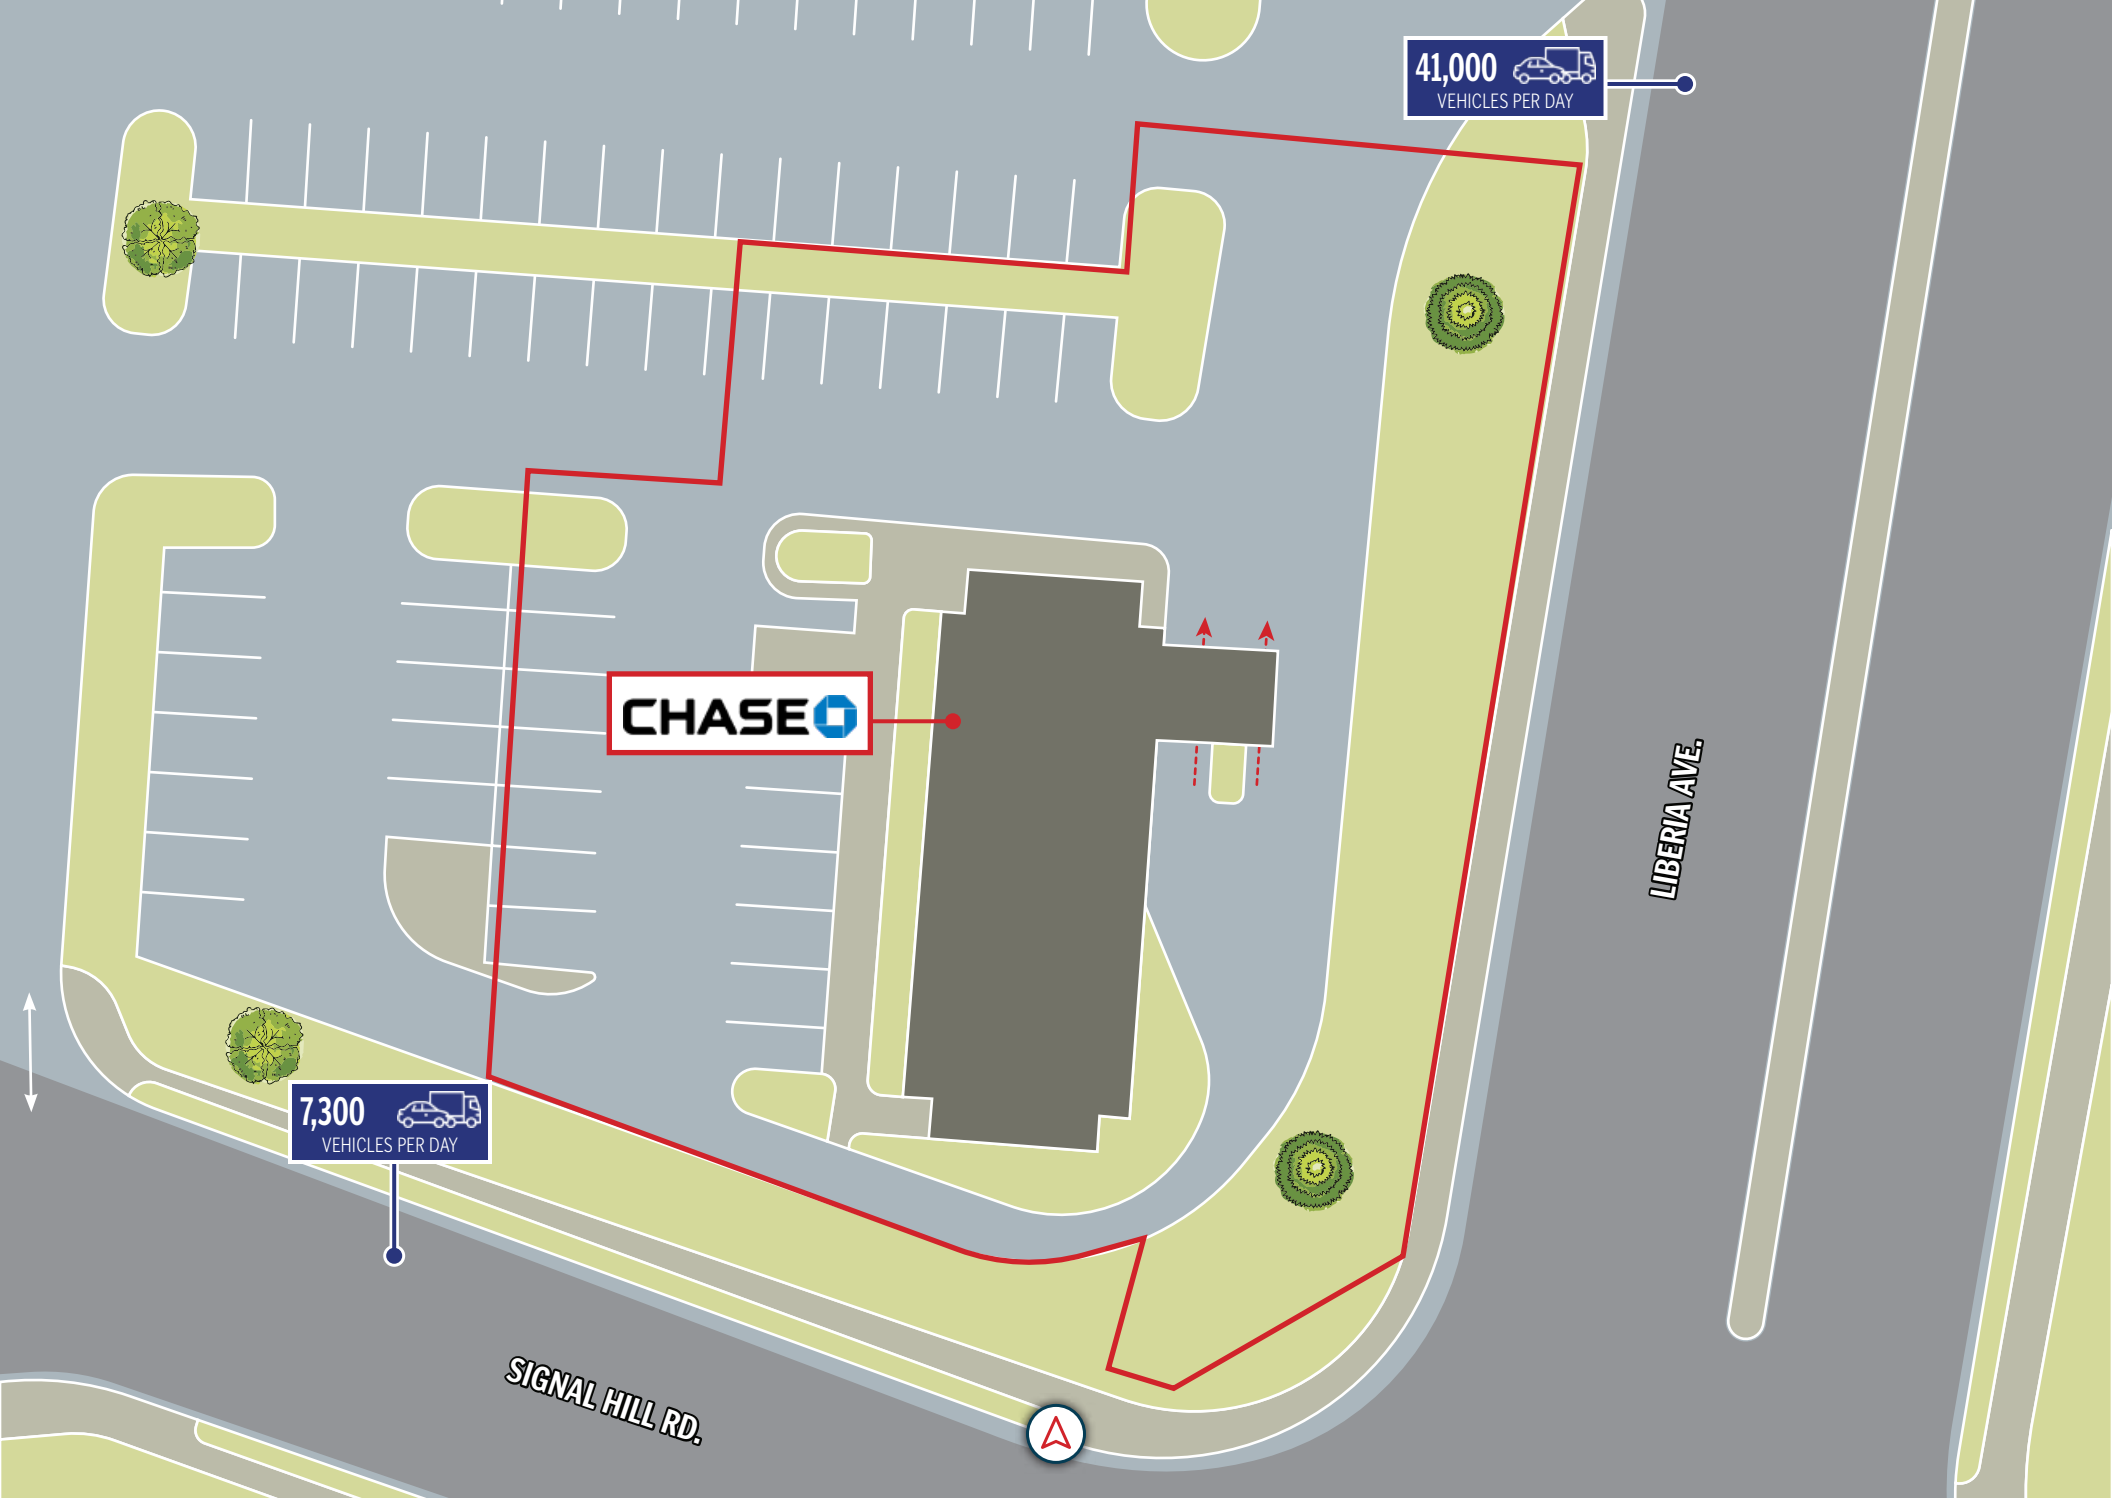 41,000
VEHICLES PER DAY
CHASE
LIBERIA AVE.
7,300
VEHICLES PER DAY
SIGNAL HILL RD.